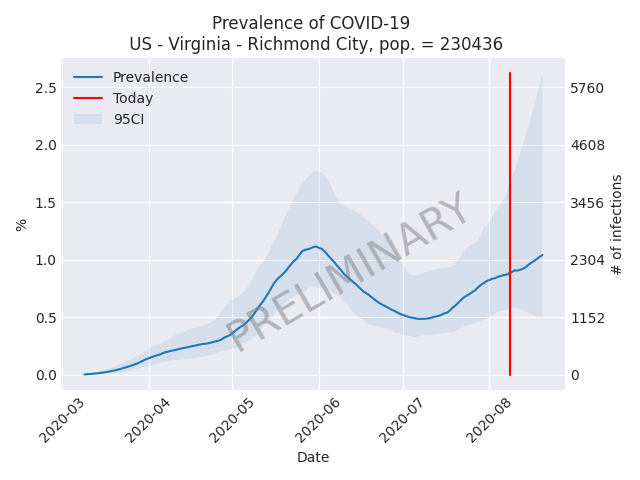 Prevalence of COVID-19
US - Virginia - Richmond City, pop. = 230436
Prevalence
Today
95CI
PRELIMINARY
%
2.5
2.0
1.5
1.0
0.5
0.0
5760
4608
3456
2304
1152
0
# of infections
2020-03
2020-04
2020-05
2020-06
2020-07
2020-08
Date